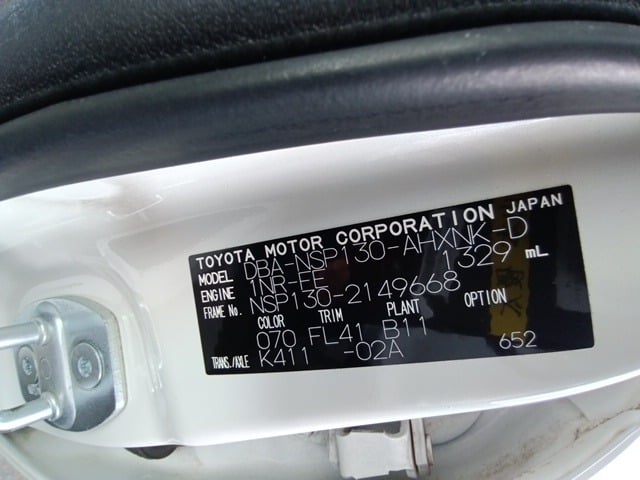 TOYOTA MOTOR CORPORATION JAPAN
MODEL DBA-NSP130-AHXNK-D
ENGINE 1NR-FE 1329 mL
FRAME No. NSP130-2149668
COLOR TRIM PLANT OPTION
070 FL41 B11
TRANS./AXLE K411 -02A 652